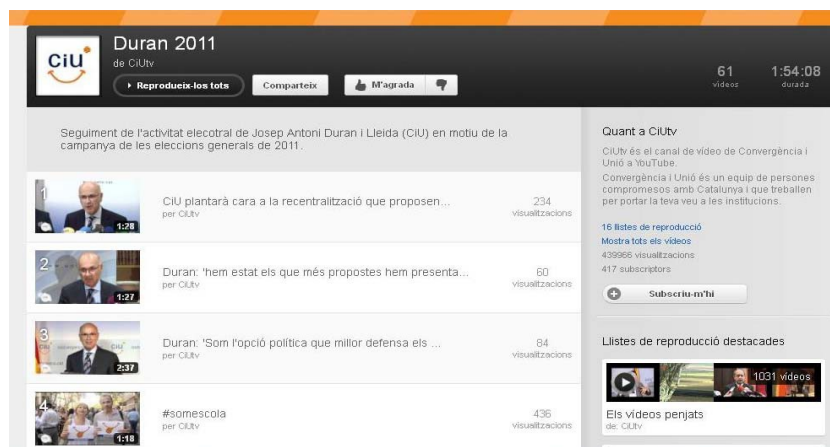 CiU
Duran 2011
de CiUtv
Reprodueix-los tots
Comparteix
M'agrada
61
vídeos
1:54:08
durada
Seguiment de l'activitat elecotral de Josep Antoni Duran i Lleida (CiU) en motiu de la
campanya de les eleccions generals de 2011.
1
1:28
CiU plantarà cara a la recentralització que proposen...
per CiUtv
234
visualitzacions
2
1:27
Duran: 'hem estat els que més propostes hem presenta...
per CiUtv
60
visualitzacions
3
2:37
Duran: 'Som l'opció política que millor defensa els ...
per CiUtv
84
visualitzacions
4
1:18
#somescola
per CiUtv
436
visualitzacions
Quant a CiUtv
CiUtv és el canal de vídeo de Convergència i
Unió a YouTube.
Convergència i Unió és un equip de persones
compromesos amb Catalunya i que treballen
per portar la teva veu a les institucions.
16 llistes de reproducció
Mostra tots els vídeos
439966 visualitzacions
417 subscriptors
Subscriu-m'hi
Llistes de reproducció destacades
1031 vídeos
Els vídeos penjats
de: CiUtv